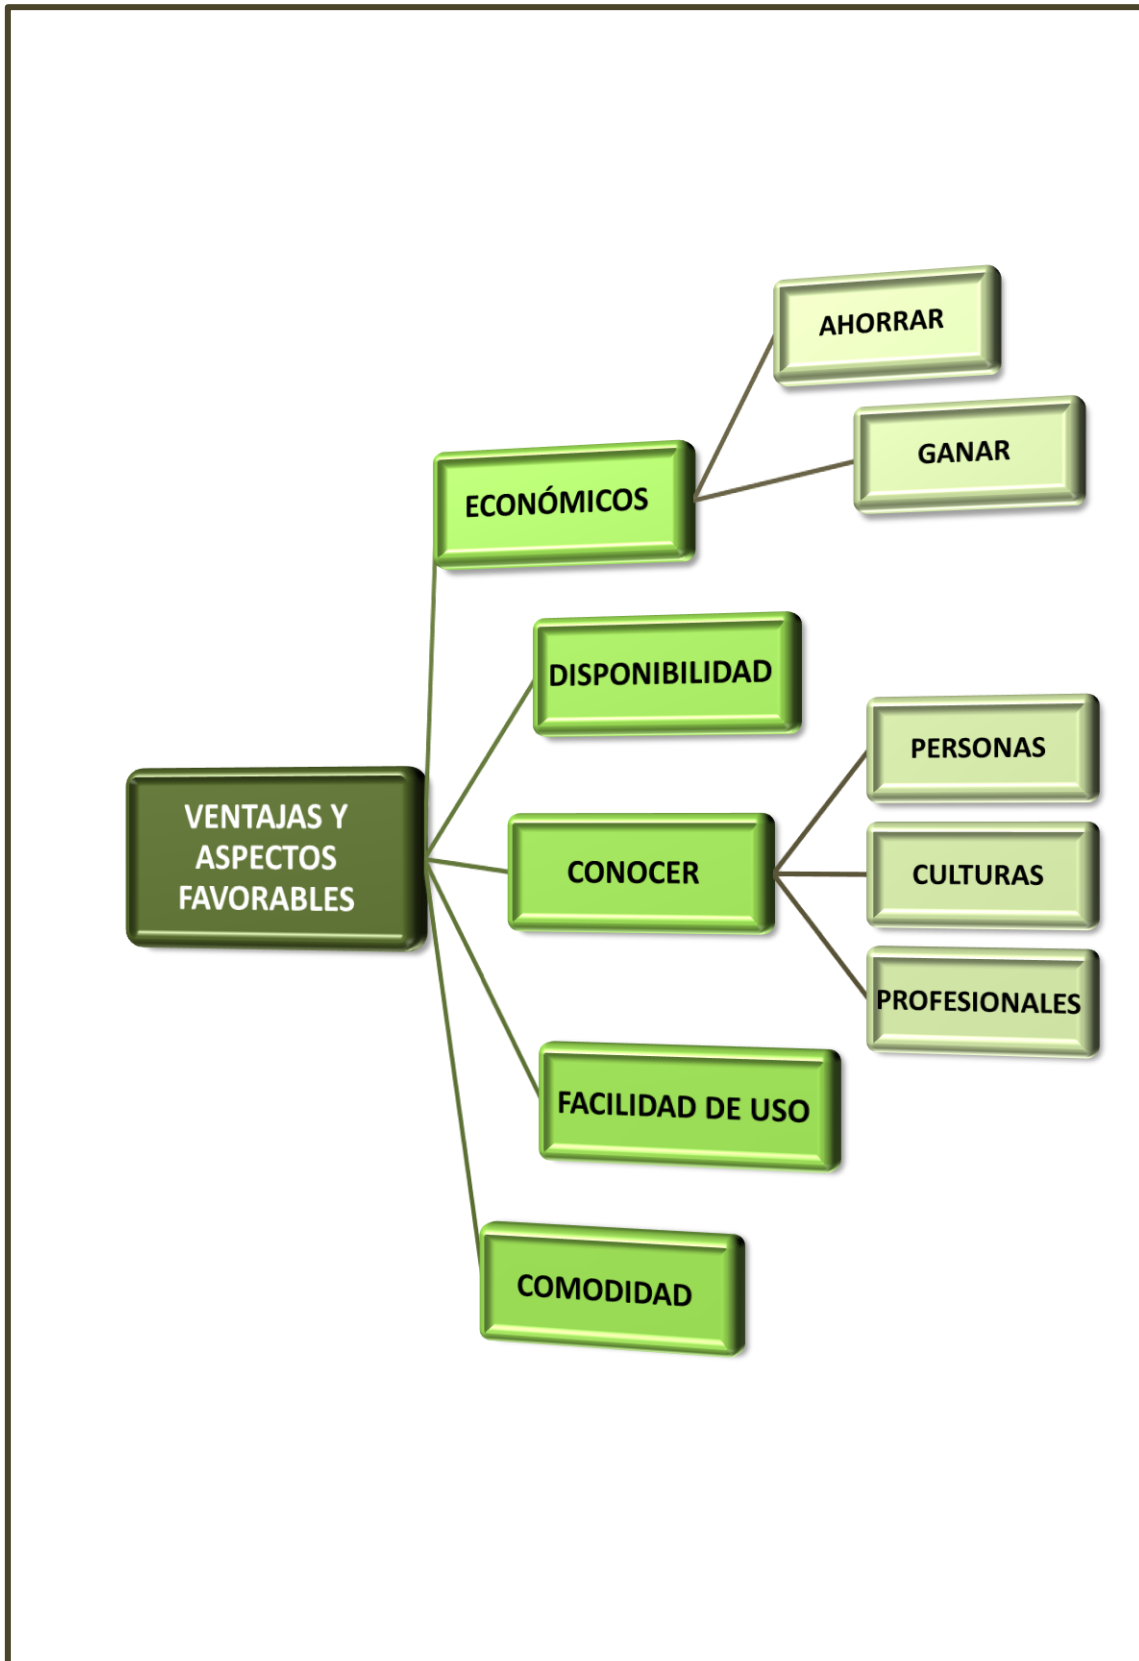 AHORRAR
GANAR
ECONÓMICOS
DISPONIBILIDAD
PERSONAS
VENTAJAS Y
ASPECTOS
FAVORABLES
CONOCER
CULTURAS
PROFESIONALES
FACILIDAD DE USO
COMODIDAD